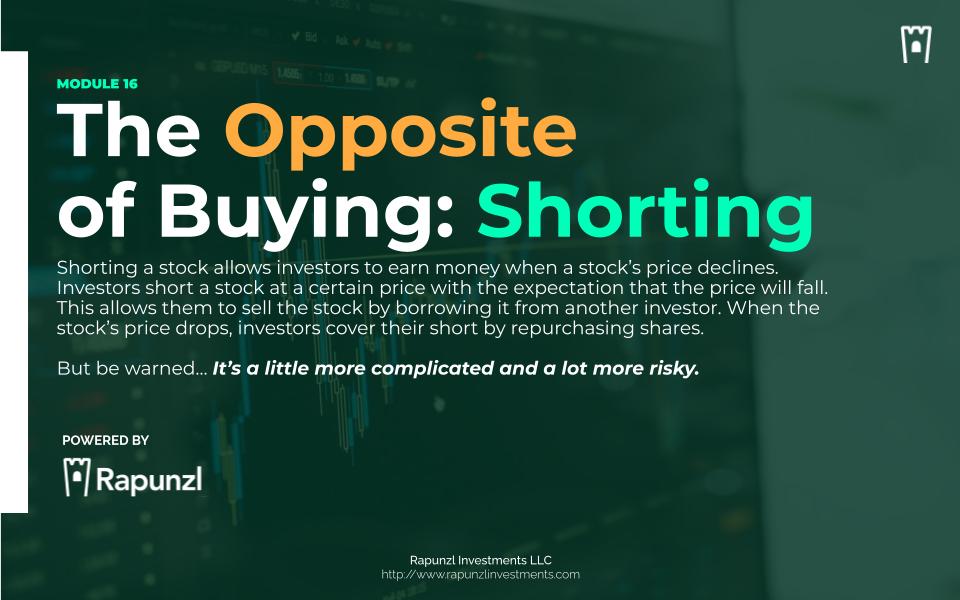 MODULE 16
The Opposite
of Buying: Shorting
Shorting a stock allows investors to earn money when a stock’s price declines.
Investors short a stock at a certain price with the expectation that the price will fall.
This allows them to sell the stock by borrowing it from another investor. When the
stock’s price drops, investors cover their short by repurchasing shares.
But be warned... It’s a little more complicated and a lot more risky.
POWERED BY
Rapunzl
Rapunzl Investments LLC
http://www.rapunzlinvestments.com